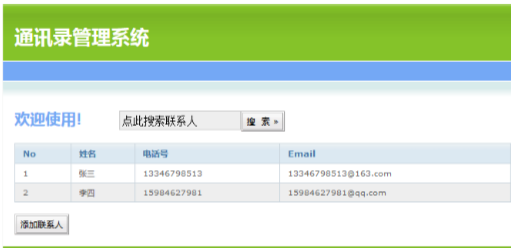 通讯录管理系统
欢迎使用! 点此搜索联系人 搜 索 »
No 姓名 电话号 Email
1 张三 13346798513 13346798513@163.com
2 李四 15984627981 15984627981@qq.com
添加联系人